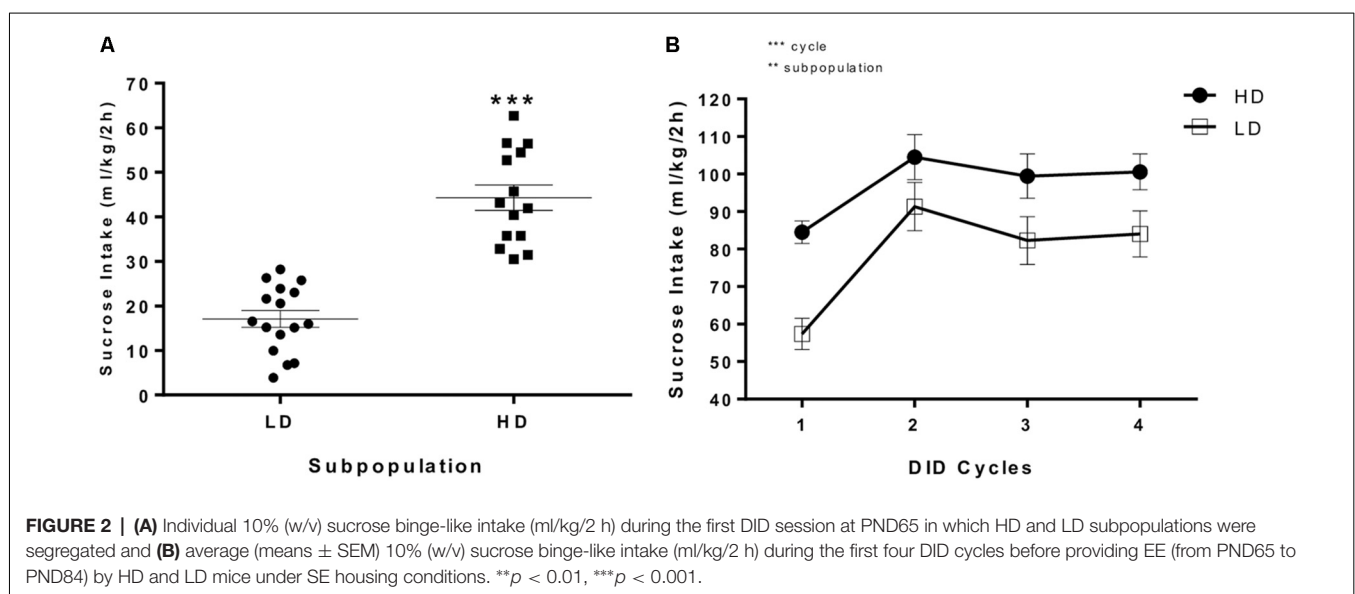 A
Sucrose Intake (ml/kg/2h)
70
60
50
40
30
20
10
0
***
LD
HD
Subpopulation
B
*** cycle
** subpopulation
Sucrose Intake (ml/kg/2h)
120
110
100
90
80
70
60
50
40
1
2
3
4
DID Cycles
HD
LD
FIGURE 2 | (A) Individual 10% (w/v) sucrose binge-like intake (ml/kg/2 h) during the first DID session at PND65 in which HD and LD subpopulations were
segregated and (B) average (means ± SEM) 10% (w/v) sucrose binge-like intake (ml/kg/2 h) during the first four DID cycles before providing EE (from PND65 to
PND84) by HD and LD mice under SE housing conditions. **p < 0.01, ***p < 0.001.